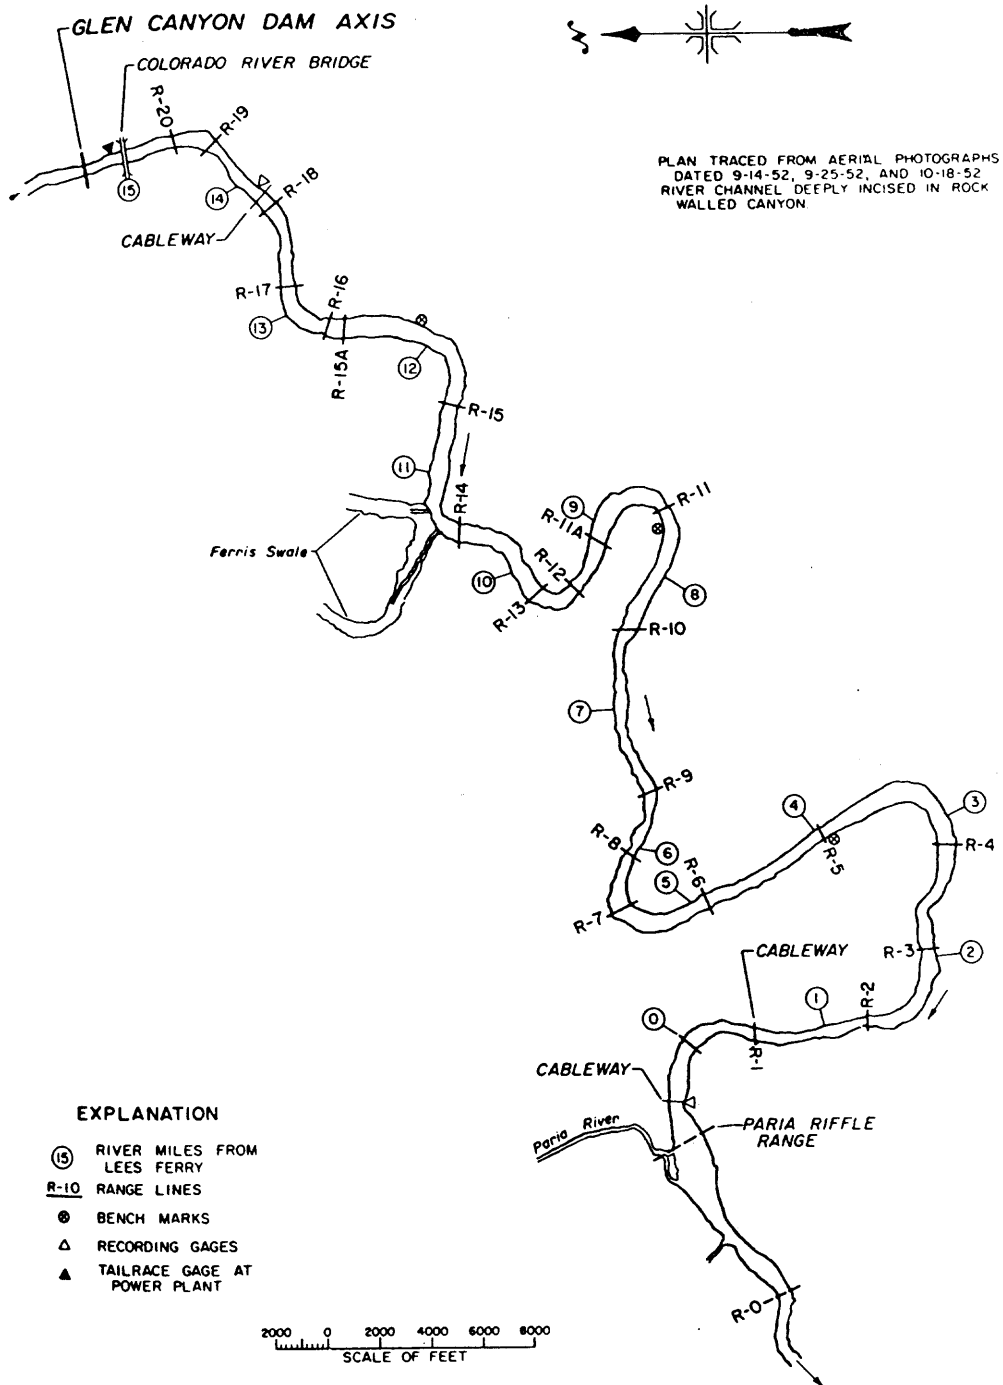 GLEN CANYON DAM AXIS
COLORADO RIVER BRIDGE
R-20
R-19
15
14
R-18
CABLEWAY
PLAN TRACED FROM AERIAL PHOTOGRAPHS
DATED 9-14-52, 9-25-52, AND 10-18-52
RIVER CHANNEL DEEPLY INCISED IN ROCK
WALLED CANYON.
R-17
R-16
13
R-15A
12
R-15
11
R-14
9
R-11
R-11A
Ferris Swale
R-12
10
R-13
8
R-10
7
R-9
4
3
R-8
6
R-5
R-4
R-6
5
R-7
CABLEWAY
R-3
2
R-2
1
0
R-1
CABLEWAY
Paria River
PARIA RIFFLE
RANGE
R-0
EXPLANATION
15 RIVER MILES FROM
LEES FERRY
R-10 RANGE LINES
BENCH MARKS
RECORDING GAGES
TAILRACE GAGE AT
POWER PLANT
2000 0 2000 4000 6000 8000
SCALE OF FEET